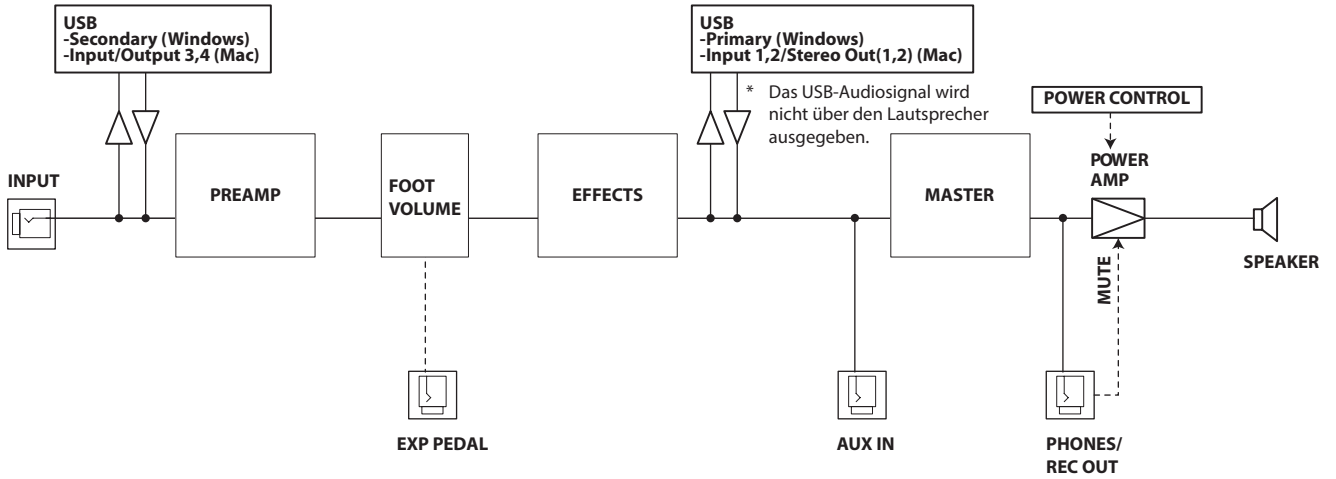 USB
-Secondary (Windows)
-Input/Output 3,4 (Mac)
USB
-Primary (Windows)
-Input 1,2/Stereo Out(1,2) (Mac)
* Das USB-Audiosignal wird
nicht über den Lautsprecher
ausgegeben.
POWER CONTROL
INPUT
PREAMP
FOOT
VOLUME
EFFECTS
MASTER
POWER
AMP
SPEAKER
MUTE
EXP PEDAL
AUX IN
PHONES/
REC OUT